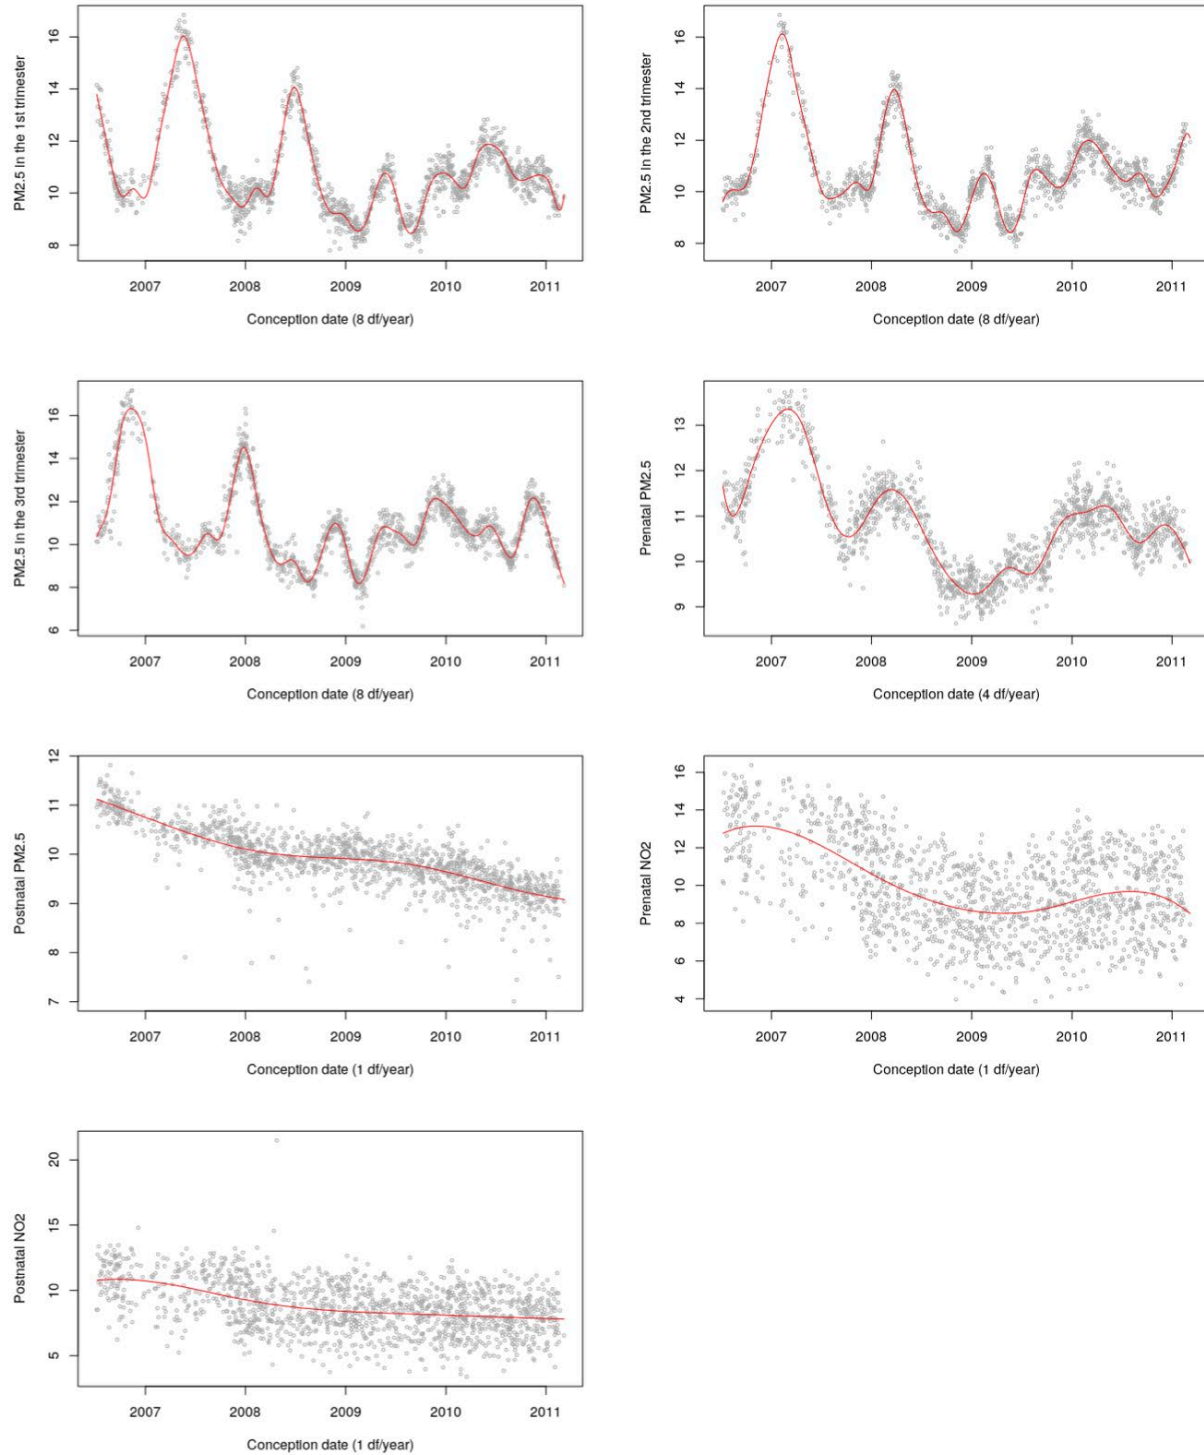 PM2.5 In the 1st trimester
16
14
12
10
8
2007 2008 2009 2010 2011
Conception date (8 df/year)
PM2.5 In the 2nd trimester
16
14
12
10
8
2007 2008 2009 2010 2011
Conception date (8 df/year)
PM2.5 In the 3rd trimester
16
14
12
10
8
6
2007 2008 2009 2010 2011
Conception date (8 df/year)
Prenatal PM2.5
13
12
11
10
9
2007 2008 2009 2010 2011
Conception date (4 df/year)
Postnatal PM2.5
12
11
10
9
8
7
2007 2008 2009 2010 2011
Conception date (1 df/year)
Prenatal NO2
16
14
12
10
8
6
4
2007 2008 2009 2010 2011
Conception date (1 df/year)
Postnatal NO2
20
15
10
5
2007 2008 2009 2010 2011
Conception date (1 df/year)